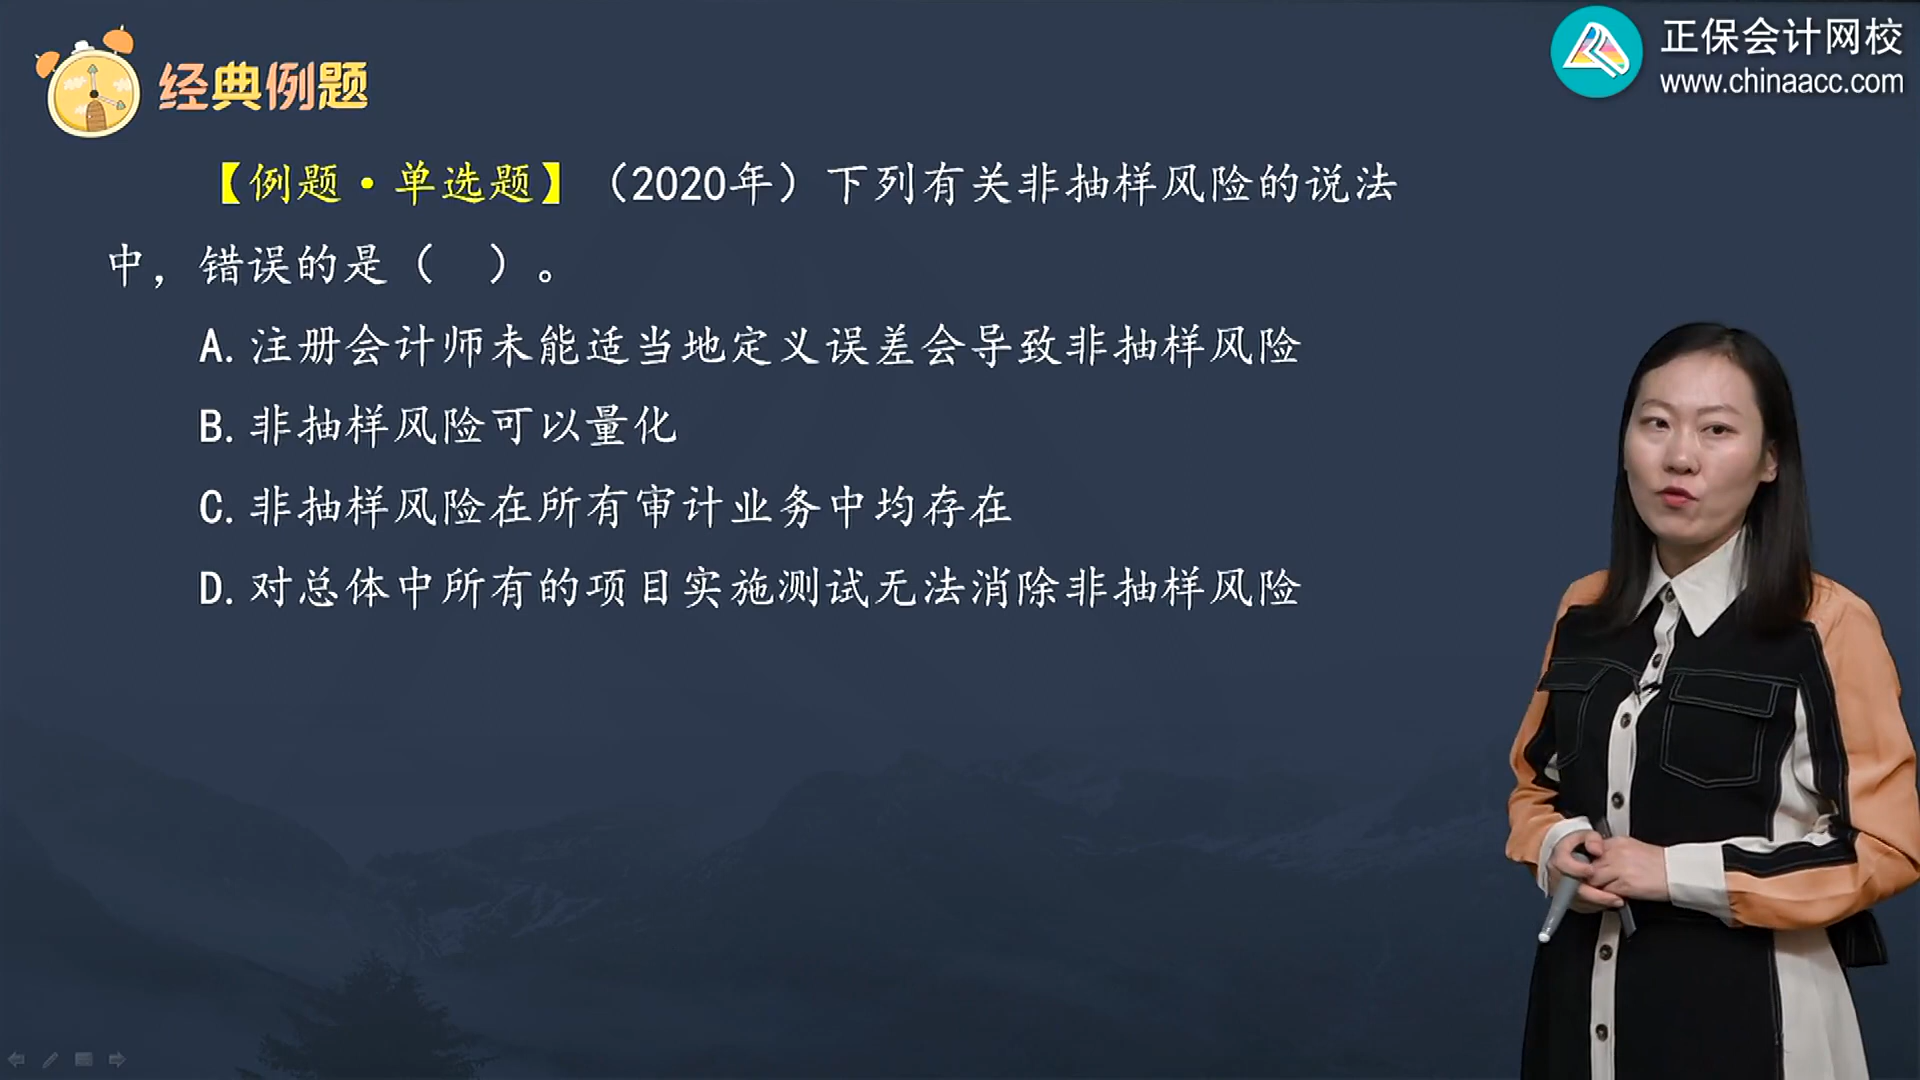 正保会计网校
www.chinaacc.com
经典例题
【例题·单选题】（2020年）下列有关非抽样风险的说法
中，错误的是（ ）。
A.注册会计师未能适当地定义误差会导致非抽样风险
B.非抽样风险可以量化
C.非抽样风险在所有审计业务中均存在
D.对总体中所有的项目实施测试无法消除非抽样风险